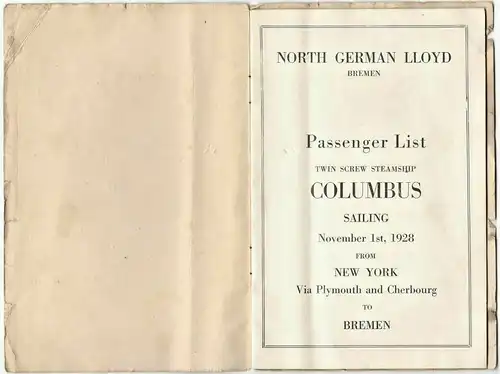 NORTH GERMAN LLOYD
BREMEN
Passenger List
TWIN SCREW STEAMSHIP
COLUMBUS
SAILING
November 1st, 1928
FROM
NEW YORK
Via Plymouth and Cherbourg
TO
BREMEN